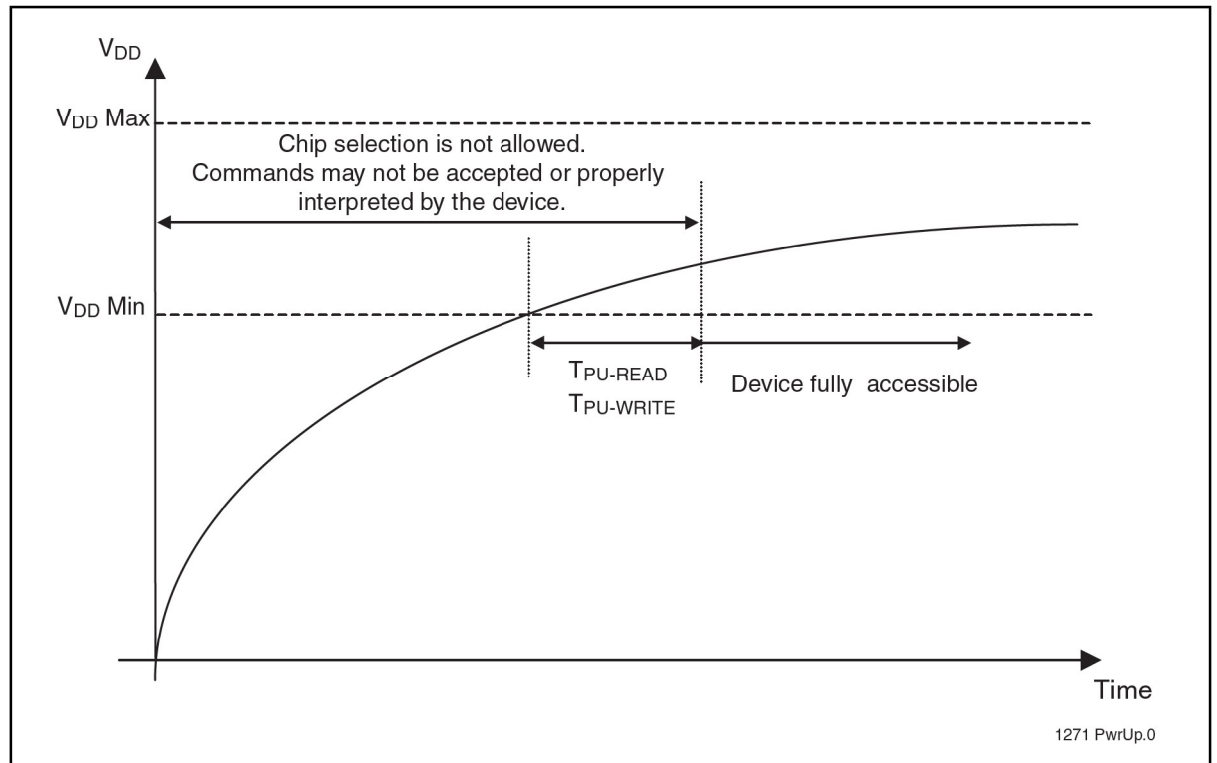 VDD
VDD Max
Chip selection is not allowed.
Commands may not be accepted or properly
interpreted by the device.
VDD Min
TPU-READ
TPU-WRITE
Device fully accessible
Time
1271 PwrUp.0